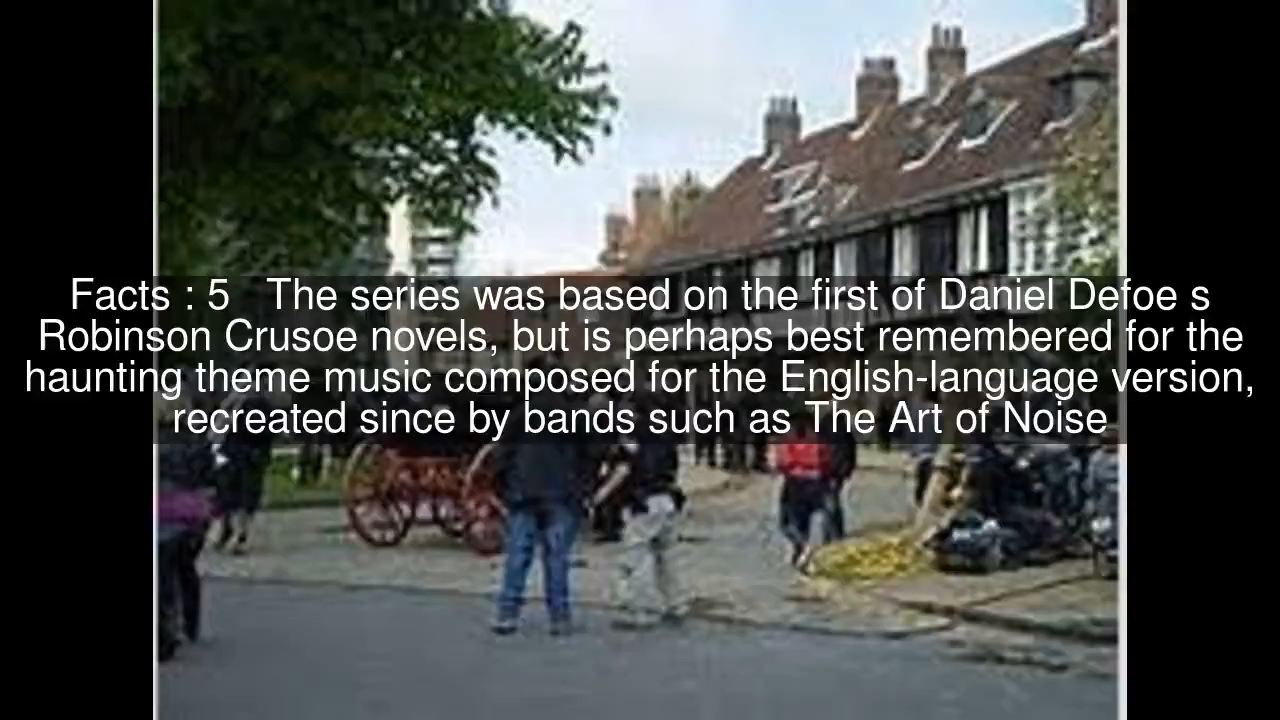 Facts : 5   The series was based on the first of Daniel Defoe s
Robinson Crusoe novels, but is perhaps best remembered for the
haunting theme music composed for the English-language version,
recreated since by bands such as The Art of Noise